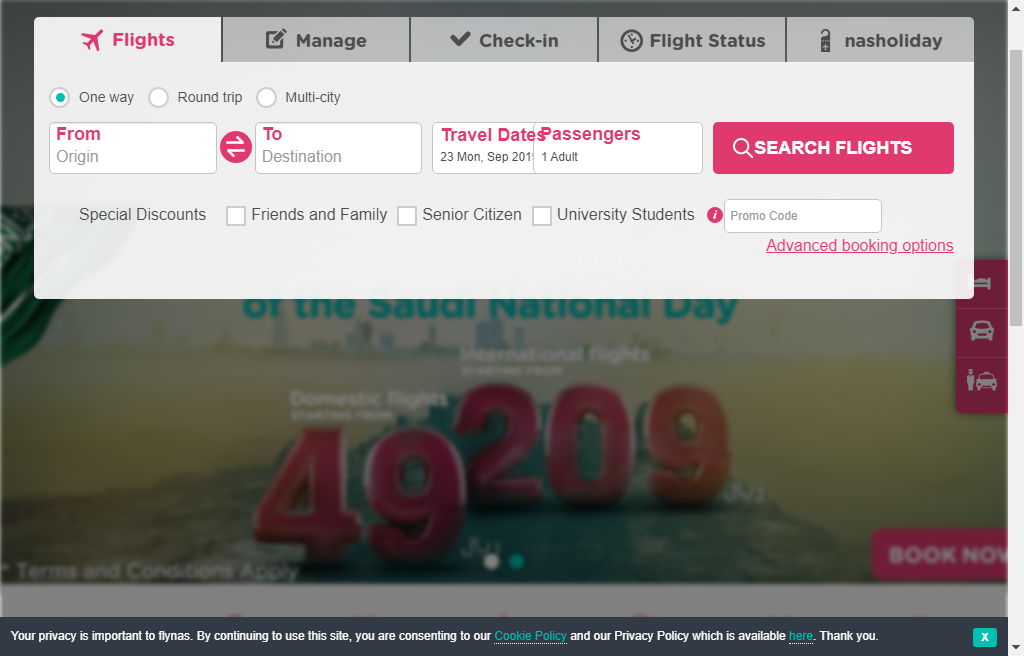 Flights
Manage
Check-in
Flight Status
nasholiday
One way
Round trip
Multi-city
From
Origin
To
Destination
Travel Dates
23 Mon, Sep 201
Passengers
1 Adult
SEARCH FLIGHTS
Special Discounts
Friends and Family
Senior Citizen
University Students
Promo Code
Advanced booking options
of the Saudi National Day
International flights
STARTING FROM
Domestic flights
STARTING FROM
49
209
ريال
ريال
BOOK NOW
* Terms and Conditions Apply
Your privacy is important to flynas. By continuing to use this site, you are consenting to our Cookie Policy and our Privacy Policy which is available here. Thank you.
X